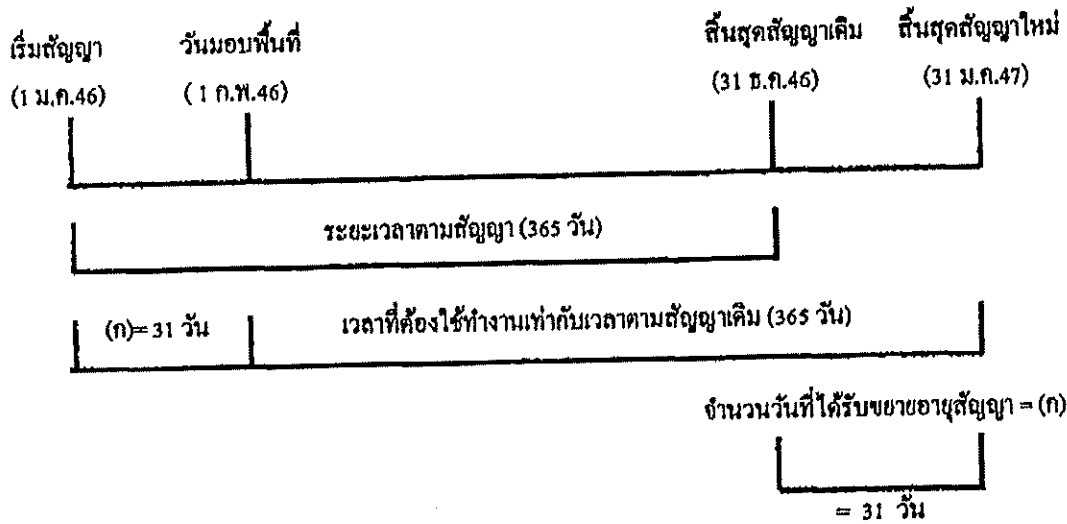 เริ่มสัญญา วันมอบพื้นที่ สิ้นสุดสัญญาเดิม สิ้นสุดสัญญาใหม่
(1 ม.ค.46) ( 1 ก.พ.46) (31 ธ.ค.46) (31 ม.ค.47)
ระยะเวลาตามสัญญา (365 วัน)
(ก)= 31 วัน เวลาที่ต้องใช้ทำงานเท่ากับเวลาตามสัญญาเดิม (365 วัน)
จำนวนวันที่ได้รับขยายอายุสัญญา = (ก)
= 31 วัน